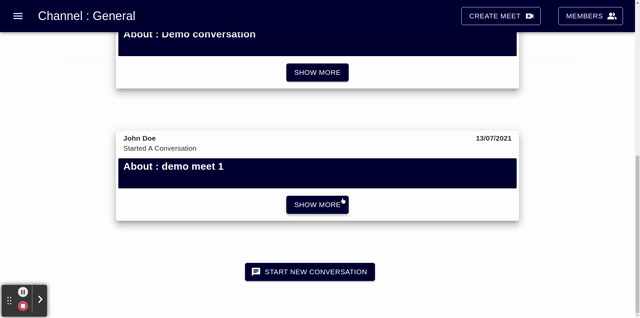 Channel : General
CREATE MEET
MEMBERS
About : Demo conversation
SHOW MORE
John Doe
13/07/2021
Started A Conversation
About : demo meet 1
SHOW MORE
START NEW CONVERSATION